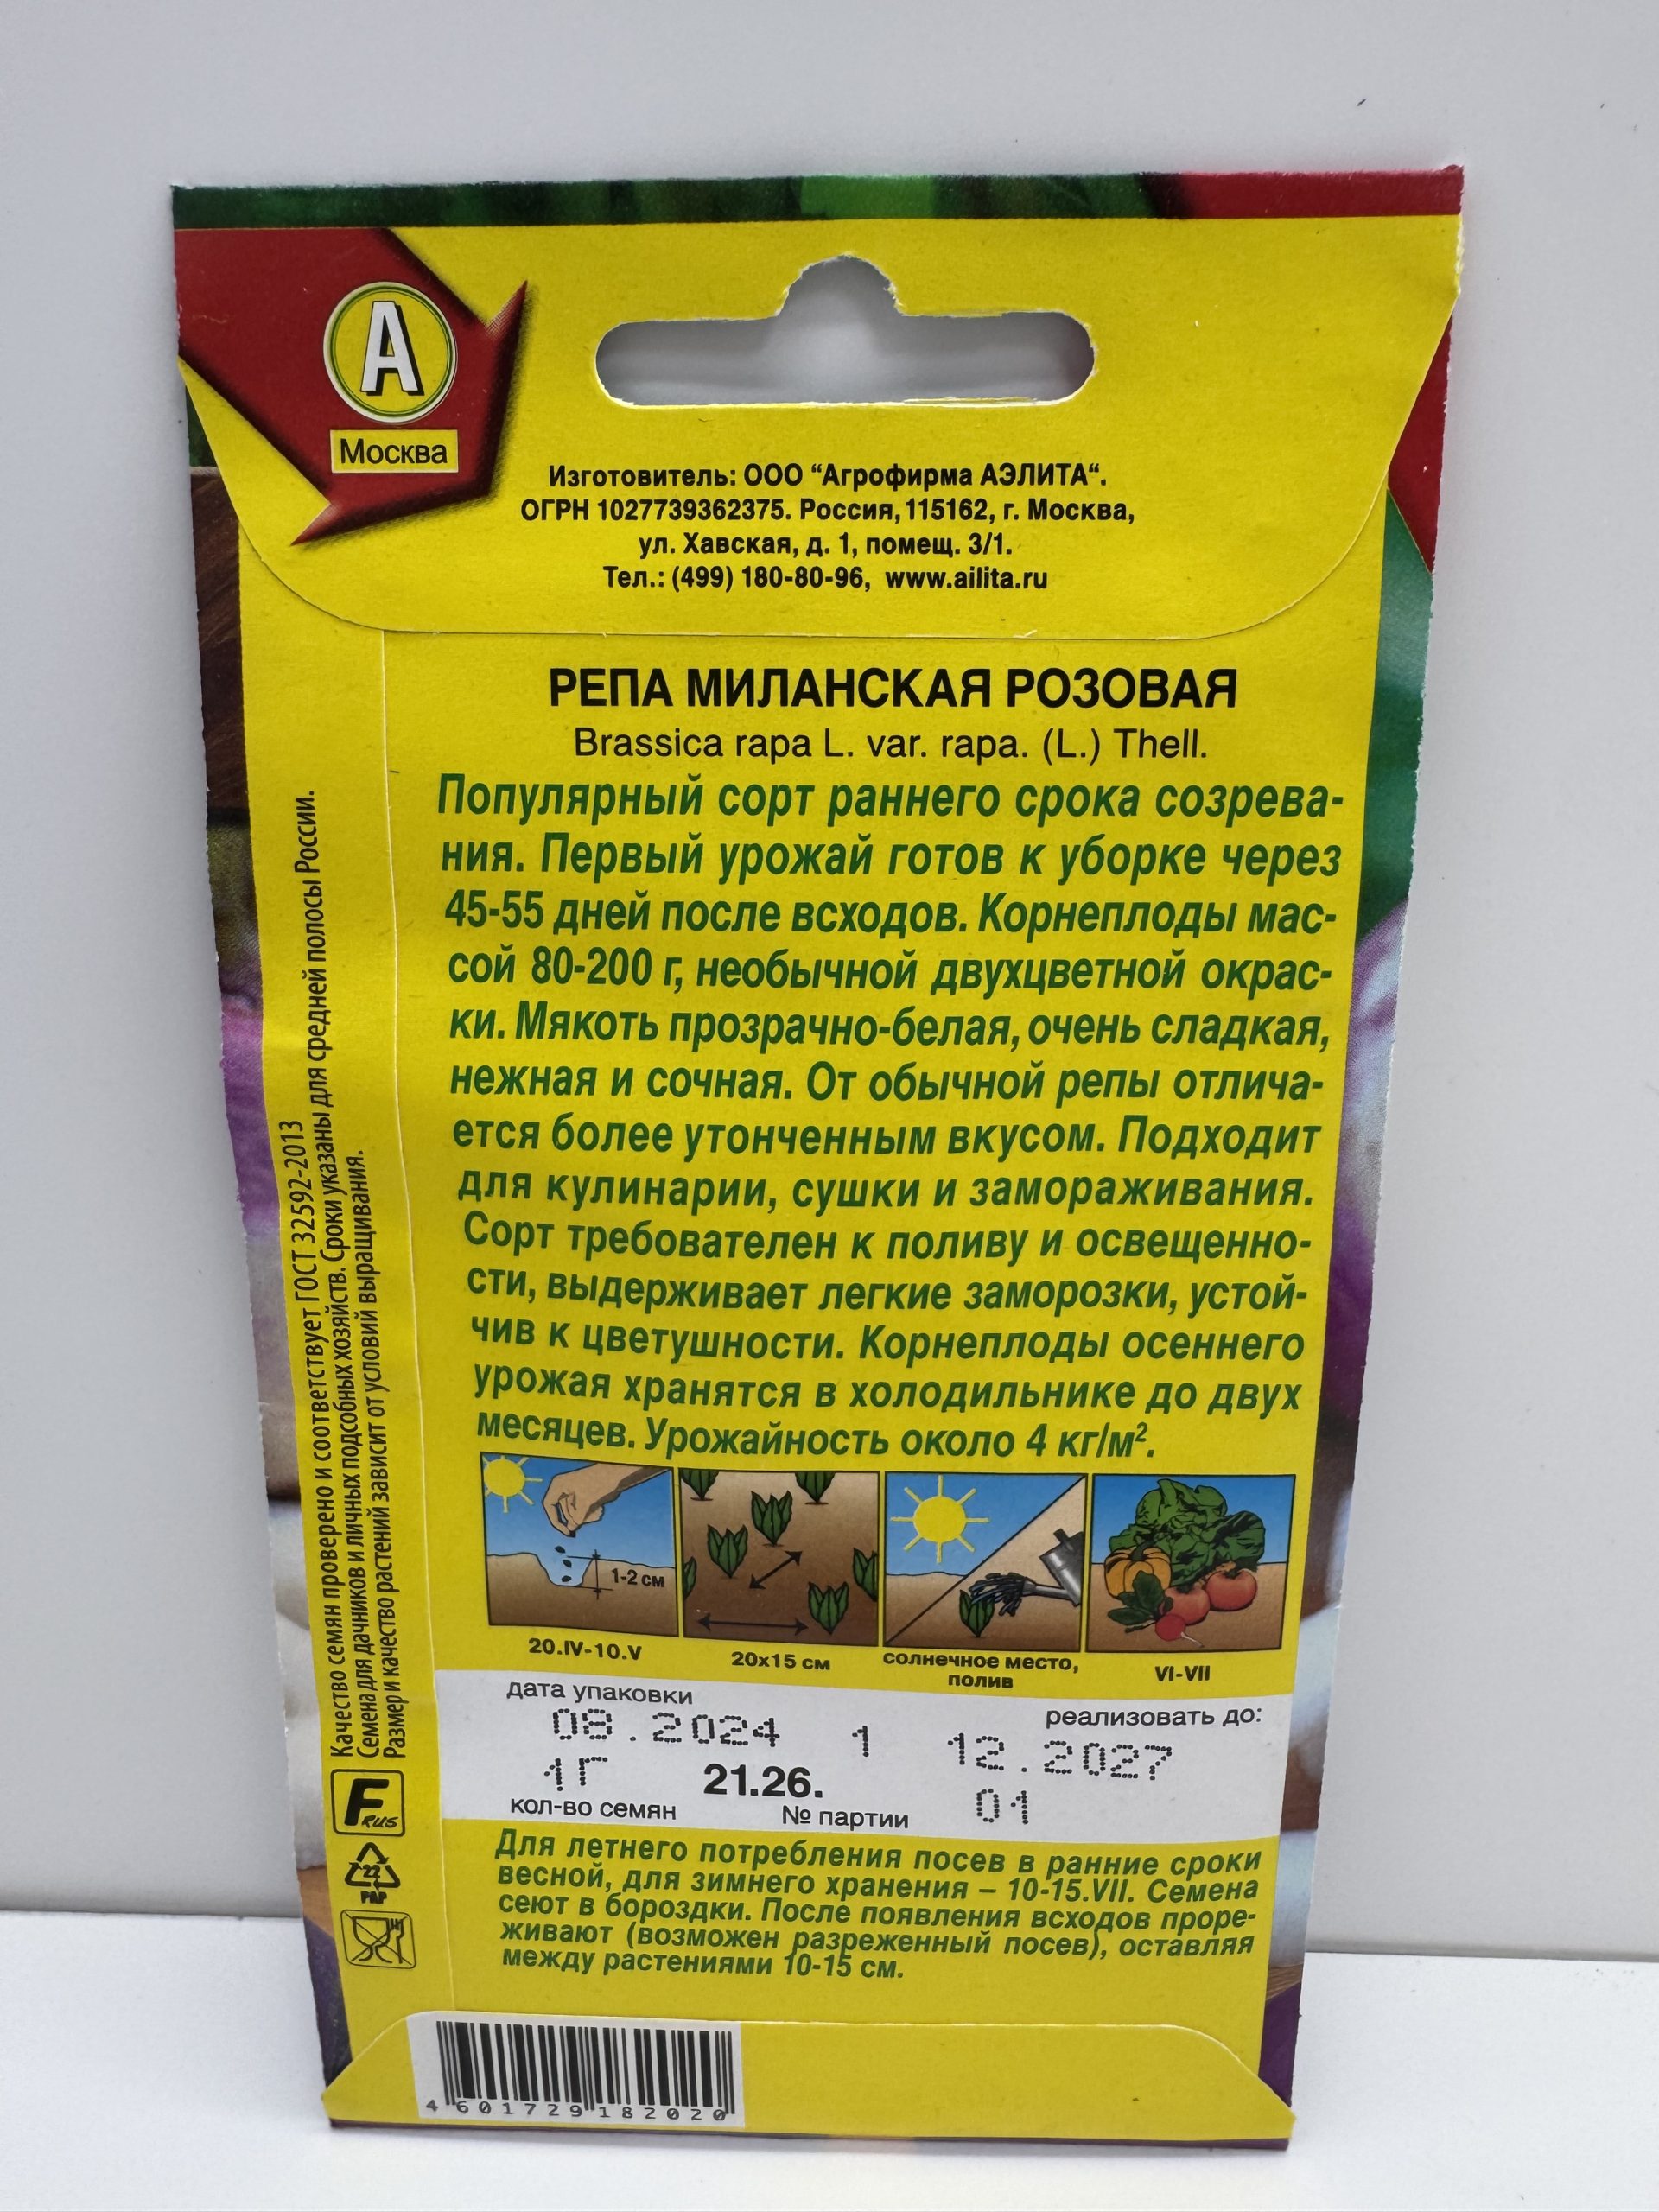 А
Москва
Изготовитель: ООО “Агрофирма АЭЛИТА“.
ОГРН 1027739362375. Россия, 115162, г. Москва,
ул. Хавская, д. 1, помещ. 3/1.
Тел.: (499) 180-80-96, www.ailita.ru
РЕПА МИЛАНСКАЯ РОЗОВАЯ
Brassica rapa L. var. rapa. (L.) Thell.
Популярный сорт раннего срока созрева-
ния. Первый урожай готов к уборке через
45-55 дней после всходов. Корнеплоды мас-
сой 80-200 г, необычной двухцветной окрас-
ки. Мякоть прозрачно-белая, очень сладкая,
нежная и сочная. От обычной репы отлича-
ется более утонченным вкусом. Подходит
для кулинарии, сушки и замораживания.
Сорт требователен к поливу и освещенно-
сти, выдерживает легкие заморозки, устой-
чив к цветушности. Корнеплоды осеннего
урожая хранятся в холодильнике до двух
месяцев. Урожайность около 4 кг/м².
1-2 см
20.IV-10.V
20х15 см
солнечное место,
полив
VI-VII
дата упаковки
реализовать до:
08.2024 1 12.2027
1Г 21.26. 01
кол-во семян № партии
Для летнего потребления посев в ранние сроки
весной, для зимнего хранения – 10-15.VII. Семена
сеют в бороздки. После появления всходов проре-
живают (возможен разреженный посев), оставляя
между растениями 10-15 см.
Качество семян проверено и соответствует ГОСТ 32592-2013
Семена для дачников и личных подсобных хозяйств. Сроки указаны для средней полосы России.
Размер и качество растений зависит от условий выращивания.
F RUS
22
PAP
4 601729 182020